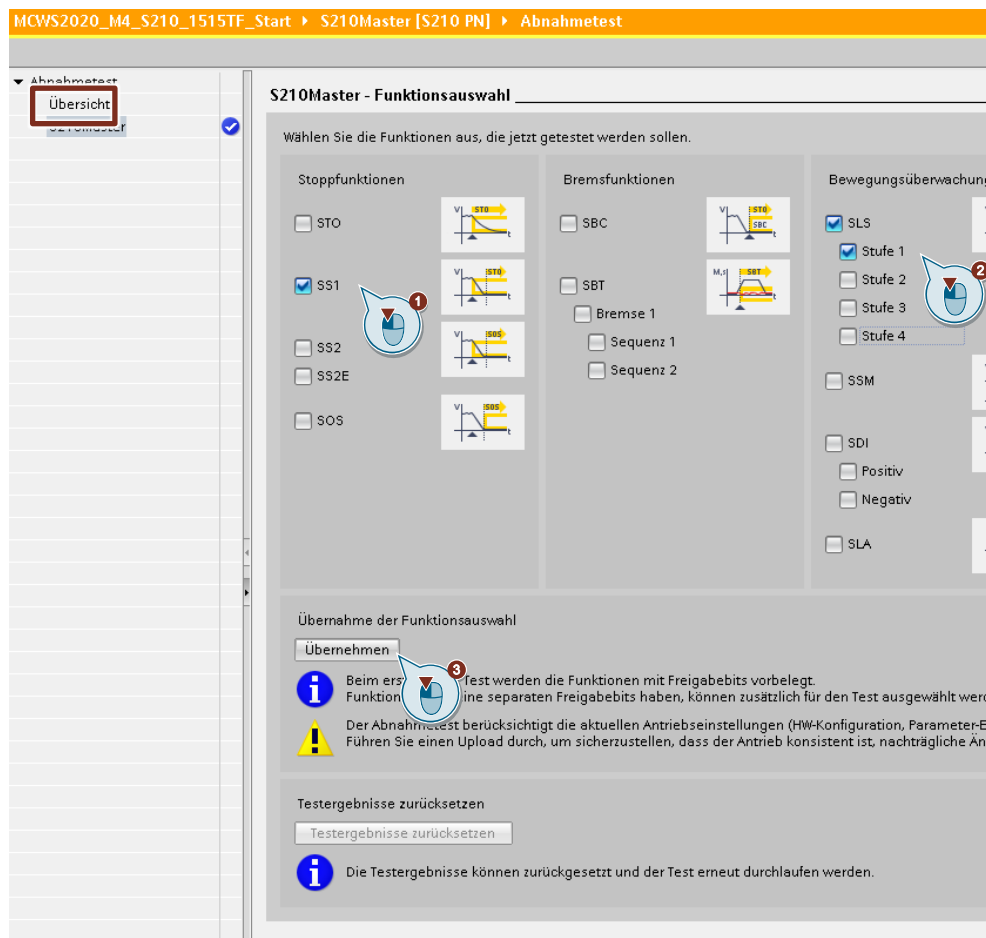 MCWS2020_M4_S210_1515TF_Start ▸ S210Master [S210 PN] ▸ Abnahmetest
Abnahmetest
Übersicht
S210Master
S210Master - Funktionsauswahl
Wählen Sie die Funktionen aus, die jetzt getestet werden sollen.
Stoppfunktionen
STO
V STO t
SS1
V STO t
1
SS2
V SOS t
SS2E
SOS
V SOS t
Bremsfunktionen
SBC
V STO SBC t
SBT
M,s SBT t
Bremse 1
Sequenz 1
Sequenz 2
Bewegungsüberwachung
SLS
Stufe 1
2
Stufe 2
Stufe 3
Stufe 4
SSM
SDI
Positiv
Negativ
SLA
Übernahme der Funktionsauswahl
Übernehmen
3
Beim ers Test werden die Funktionen mit Freigabebits vorbelegt.
Funktion ine separaten Freigabebits haben, können zusätzlich für den Test ausgewählt werd
Der Abnahmetest berücksichtigt die aktuellen Antriebseinstellungen (HW-Konfiguration, Parameter-E
Führen Sie einen Upload durch, um sicherzustellen, dass der Antrieb konsistent ist, nachträgliche Än
Testergebnisse zurücksetzen
Testergebnisse zurücksetzen
Die Testergebnisse können zurückgesetzt und der Test erneut durchlaufen werden.